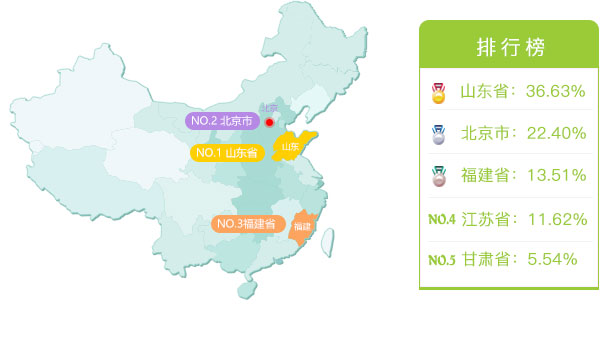 北京
NO.2 北京市
山东
NO.1 山东省
NO.3福建省
福建
排行榜
山东省：36.63%
北京市：22.40%
福建省：13.51%
NO.4 江苏省：11.62%
NO.5 甘肃省：5.54%